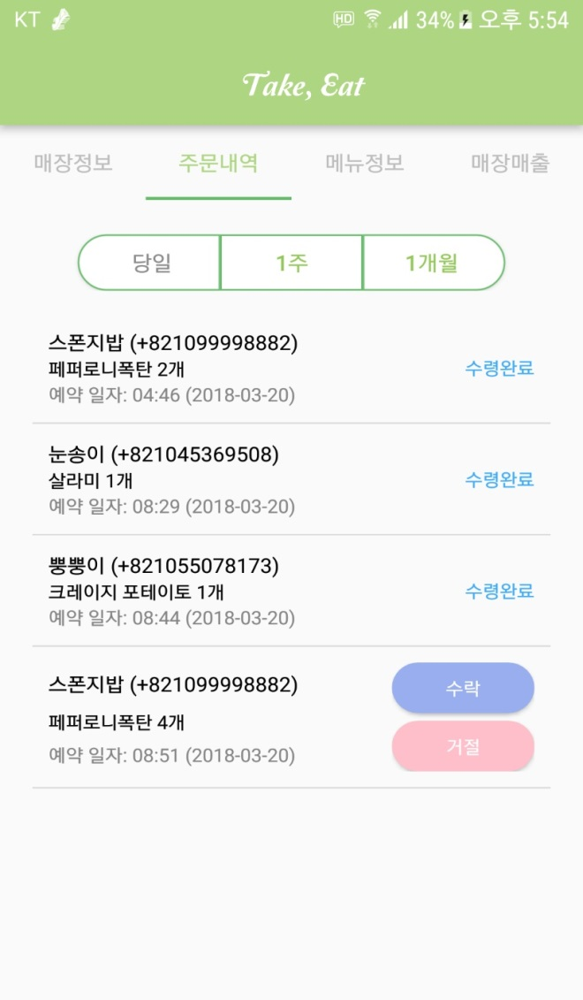 KT HD 34% 오후 5:54
Take, Eat
매장정보 주문내역 메뉴정보 매장매출
당일 1주 1개월
스폰지밥 (+821099998882)
페퍼로니폭탄 2개
수령완료
예약 일자: 04:46 (2018-03-20)
눈송이 (+821045369508)
살라미 1개
수령완료
예약 일자: 08:29 (2018-03-20)
뿡뿡이 (+821055078173)
크레이지 포테이토 1개
수령완료
예약 일자: 08:44 (2018-03-20)
스폰지밥 (+821099998882)
수락
페퍼로니폭탄 4개
거절
예약 일자: 08:51 (2018-03-20)